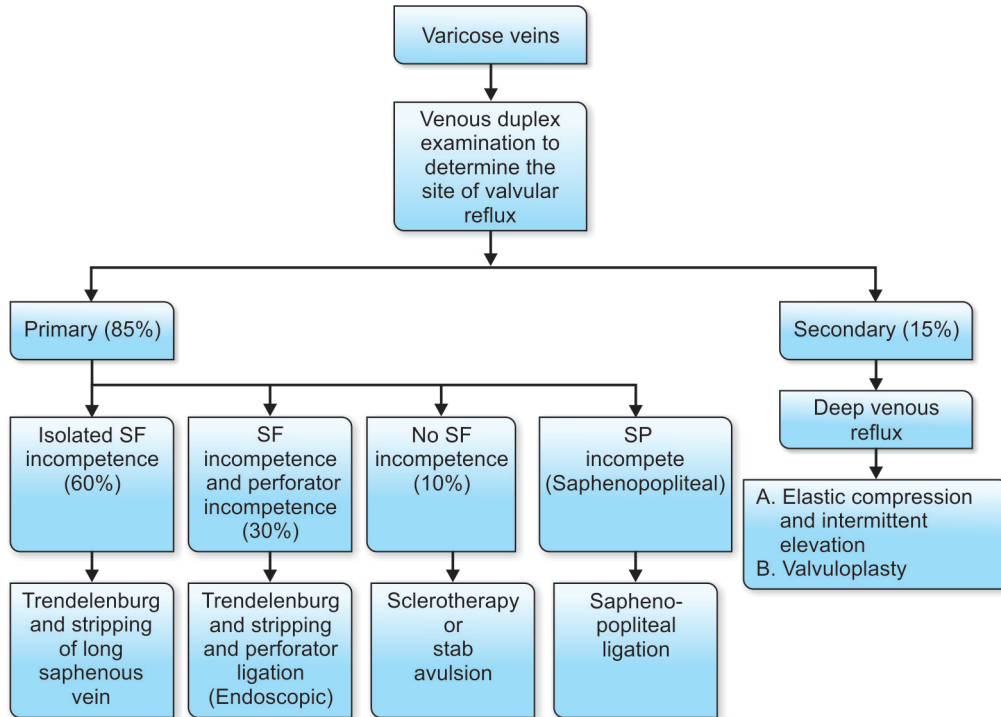 Varicose veins
Venous duplex
examination to
determine the
site of valvular
reflux
Primary (85%)
Secondary (15%)
Isolated SF
incompetence
(60%)
SF
incompetence
and perforator
incompetence
(30%)
No SF
incompetence
(10%)
SP
incompete
(Saphenopopliteal)
Deep venous
reflux
A. Elastic compression
and intermittent
elevation
B. Valvuloplasty
Trendelenburg
and stripping
of long
saphenous
vein
Trendelenburg
and stripping
and perforator
ligation
(Endoscopic)
Sclerotherapy
or
stab
avulsion
Sapheno-
popliteal
ligation